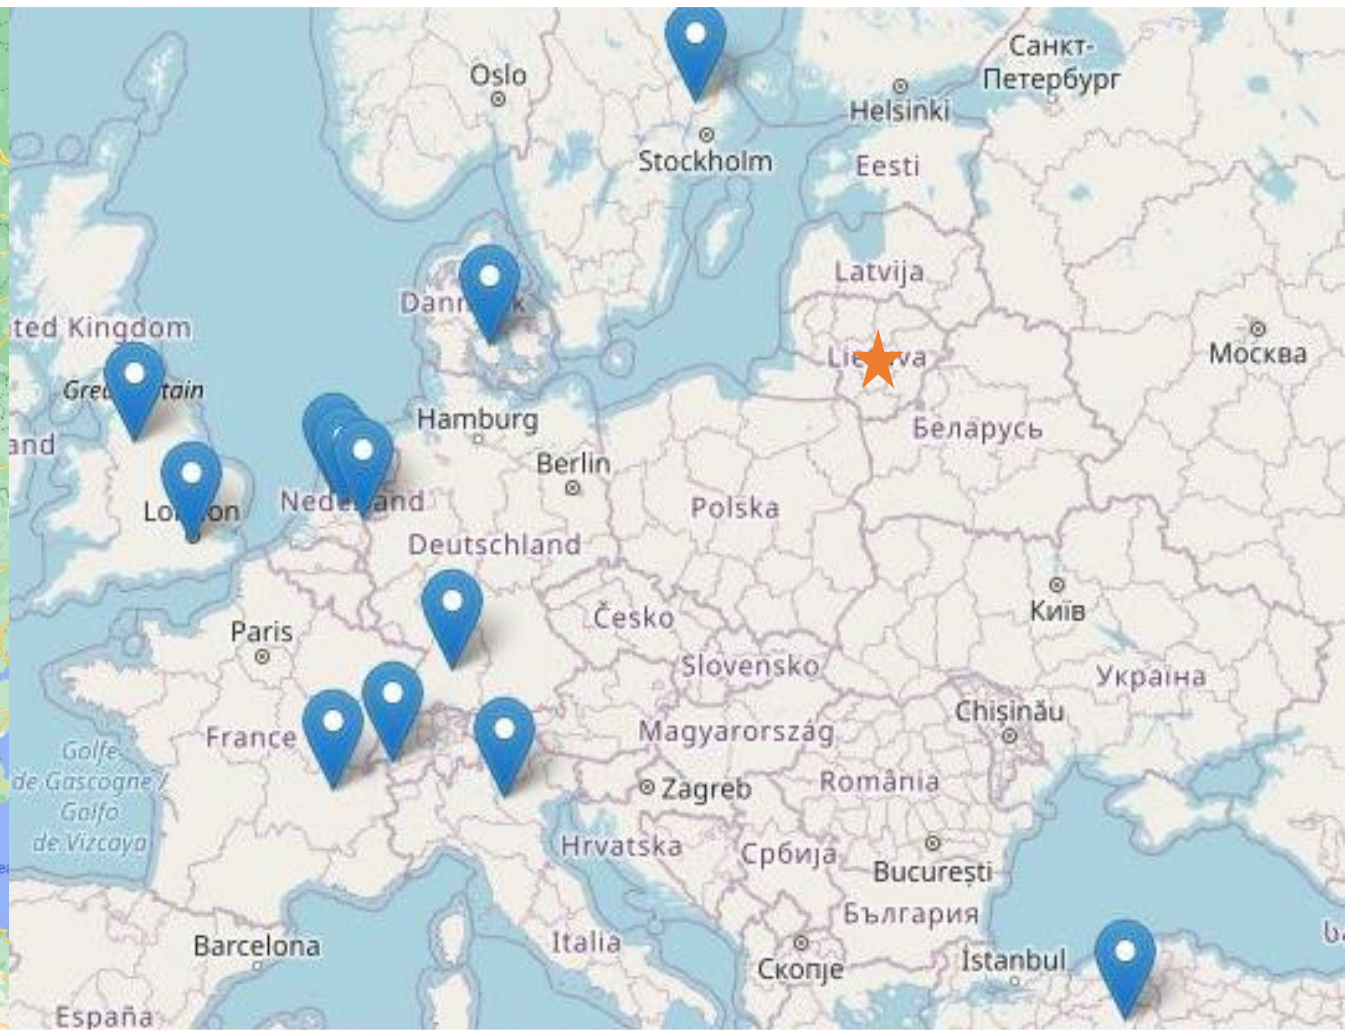 Санкт-
Петербург
Oslo
Helsinki
Stockholm
Eesti
Latvija
ted Kingdom
Москва
and
Hamburg
Беларусь
Berlin
Polska
Deutschland
Česko
Київ
Paris
Slovensko
Україна
Chișinău
France
Magyarország
Golfe
de Gascogne /
Golfo
de Vizcaya
Zagreb
România
Hrvatska
Србија
București
България
Barcelona
Italia
Скопје
İstanbul
España